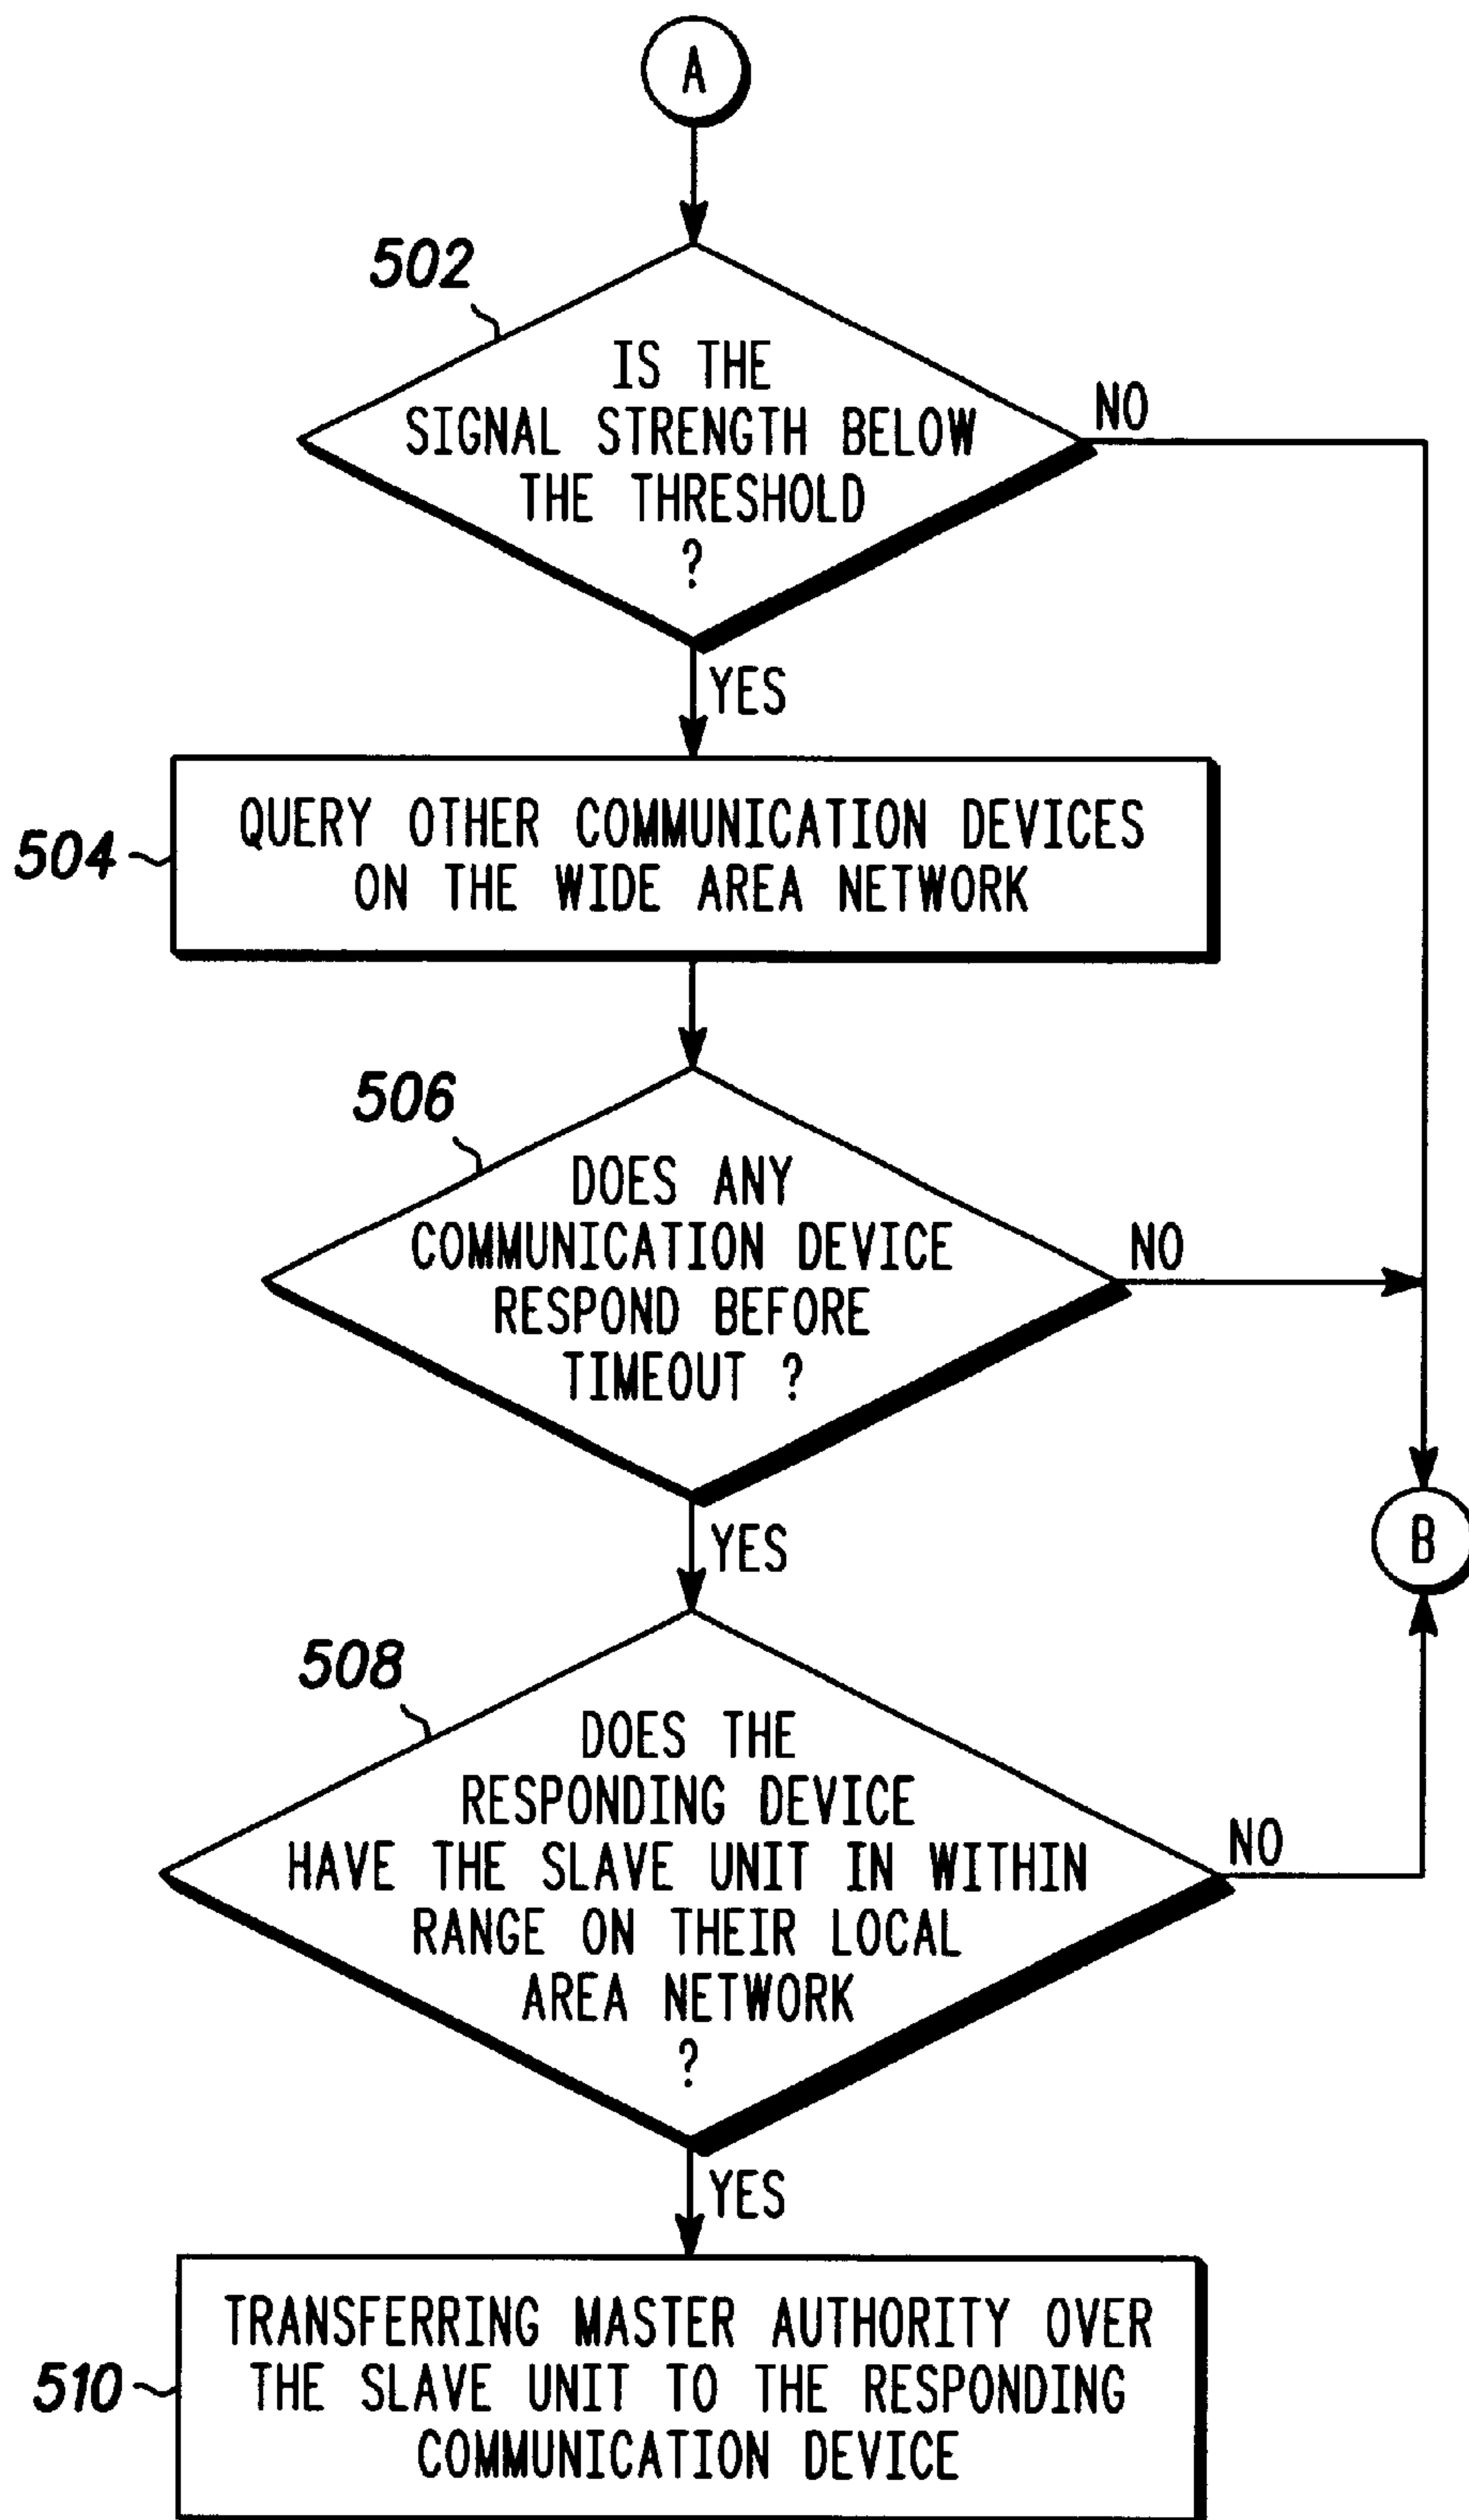 A
502
IS THE
SIGNAL STRENGTH BELOW
THE THRESHOLD
?
NO
YES
504
QUERY OTHER COMMUNICATION DEVICES
ON THE WIDE AREA NETWORK
506
DOES ANY
COMMUNICATION DEVICE
RESPOND BEFORE
TIMEOUT ?
NO
YES
B
508
DOES THE
RESPONDING DEVICE
HAVE THE SLAVE UNIT IN WITHIN
RANGE ON THEIR LOCAL
AREA NETWORK
?
NO
YES
510
TRANSFERRING MASTER AUTHORITY OVER
THE SLAVE UNIT TO THE RESPONDING
COMMUNICATION DEVICE